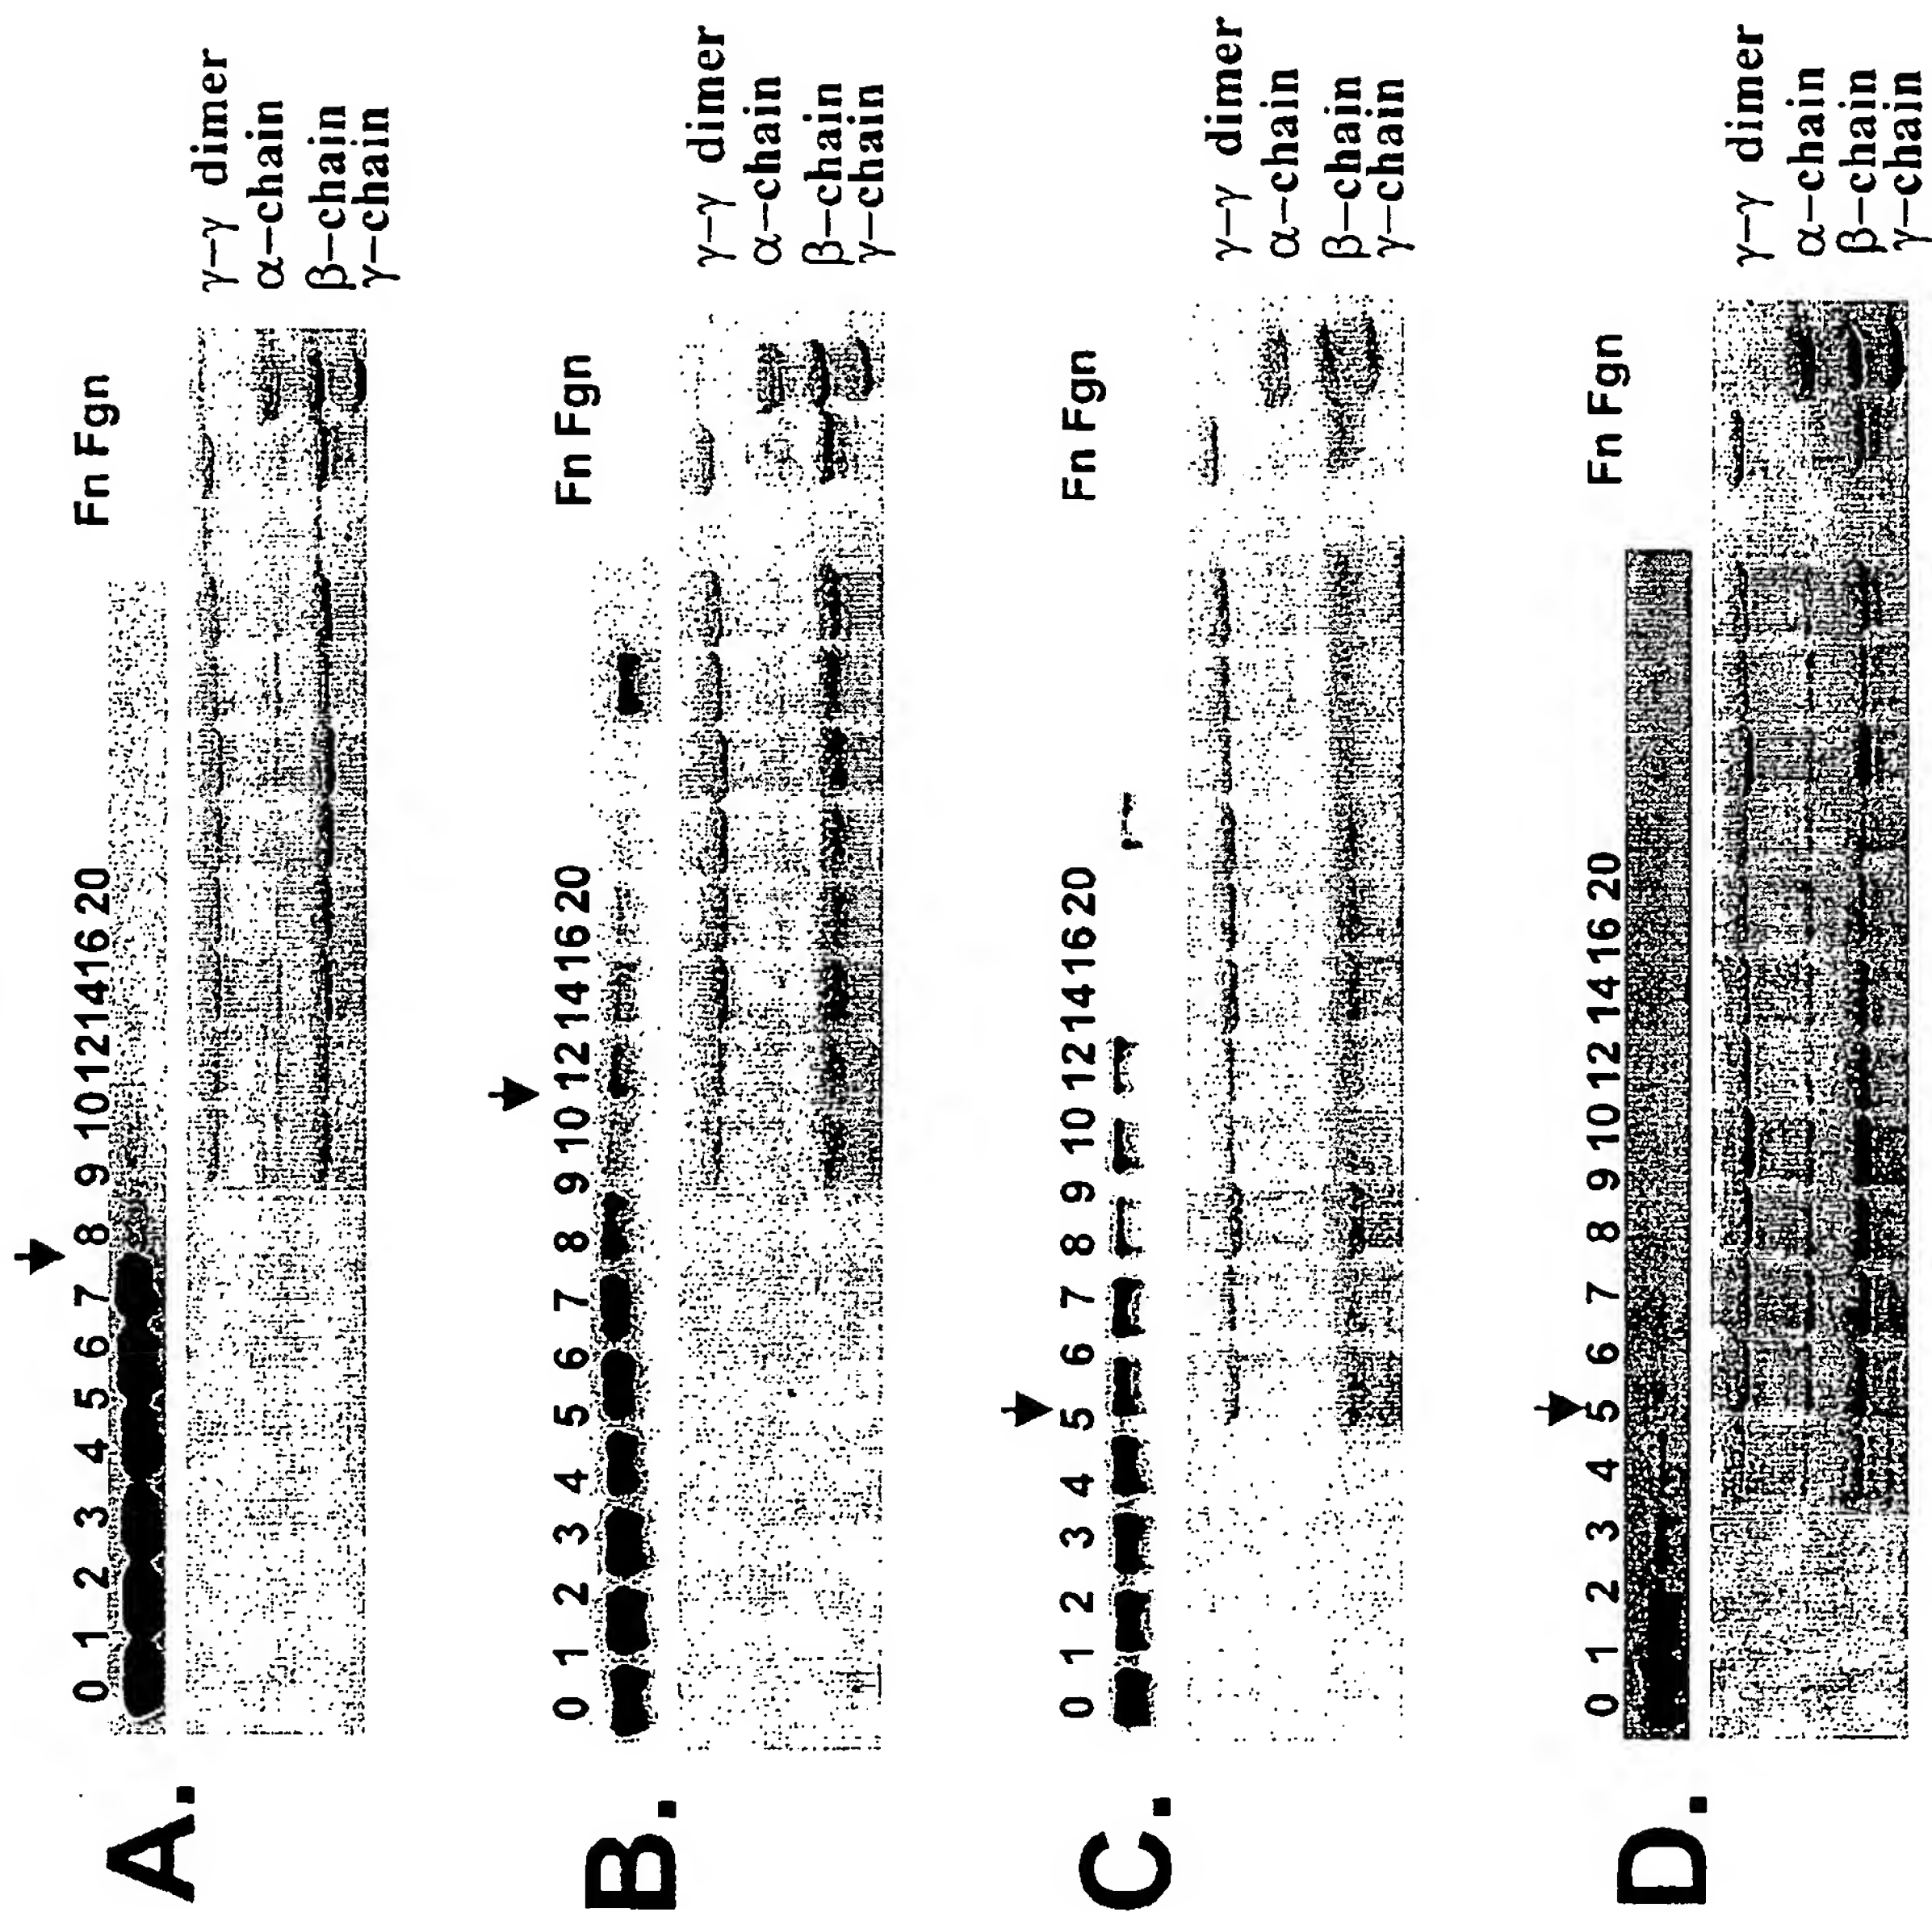 A.
0 1 2 3 4 5 6 7 8 9 10 12 14 16 20 Fn Fgn
γ–γ dimer
α–chain
β–chain
γ–chain
B.
0 1 2 3 4 5 6 7 8 9 10 12 14 16 20 Fn Fgn
γ–γ dimer
α–chain
β–chain
γ–chain
C.
0 1 2 3 4 5 6 7 8 9 10 12 14 16 20 Fn Fgn
γ–γ dimer
α–chain
β–chain
γ–chain
D.
0 1 2 3 4 5 6 7 8 9 10 12 14 16 20 Fn Fgn
γ–γ dimer
α–chain
β–chain
γ–chain